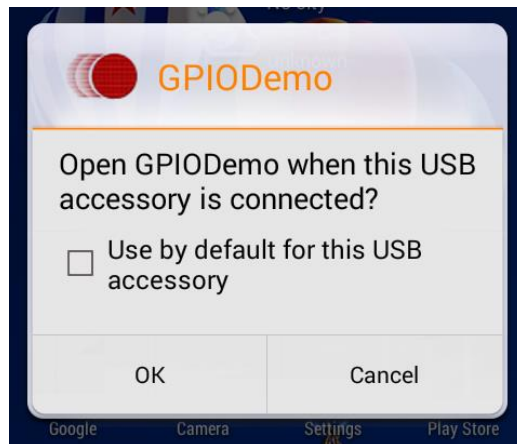 GPIODemo
Open GPIODemo when this USB
accessory is connected?
Use by default for this USB
accessory
OK
Cancel
Google
Camera
Settings
Play Store